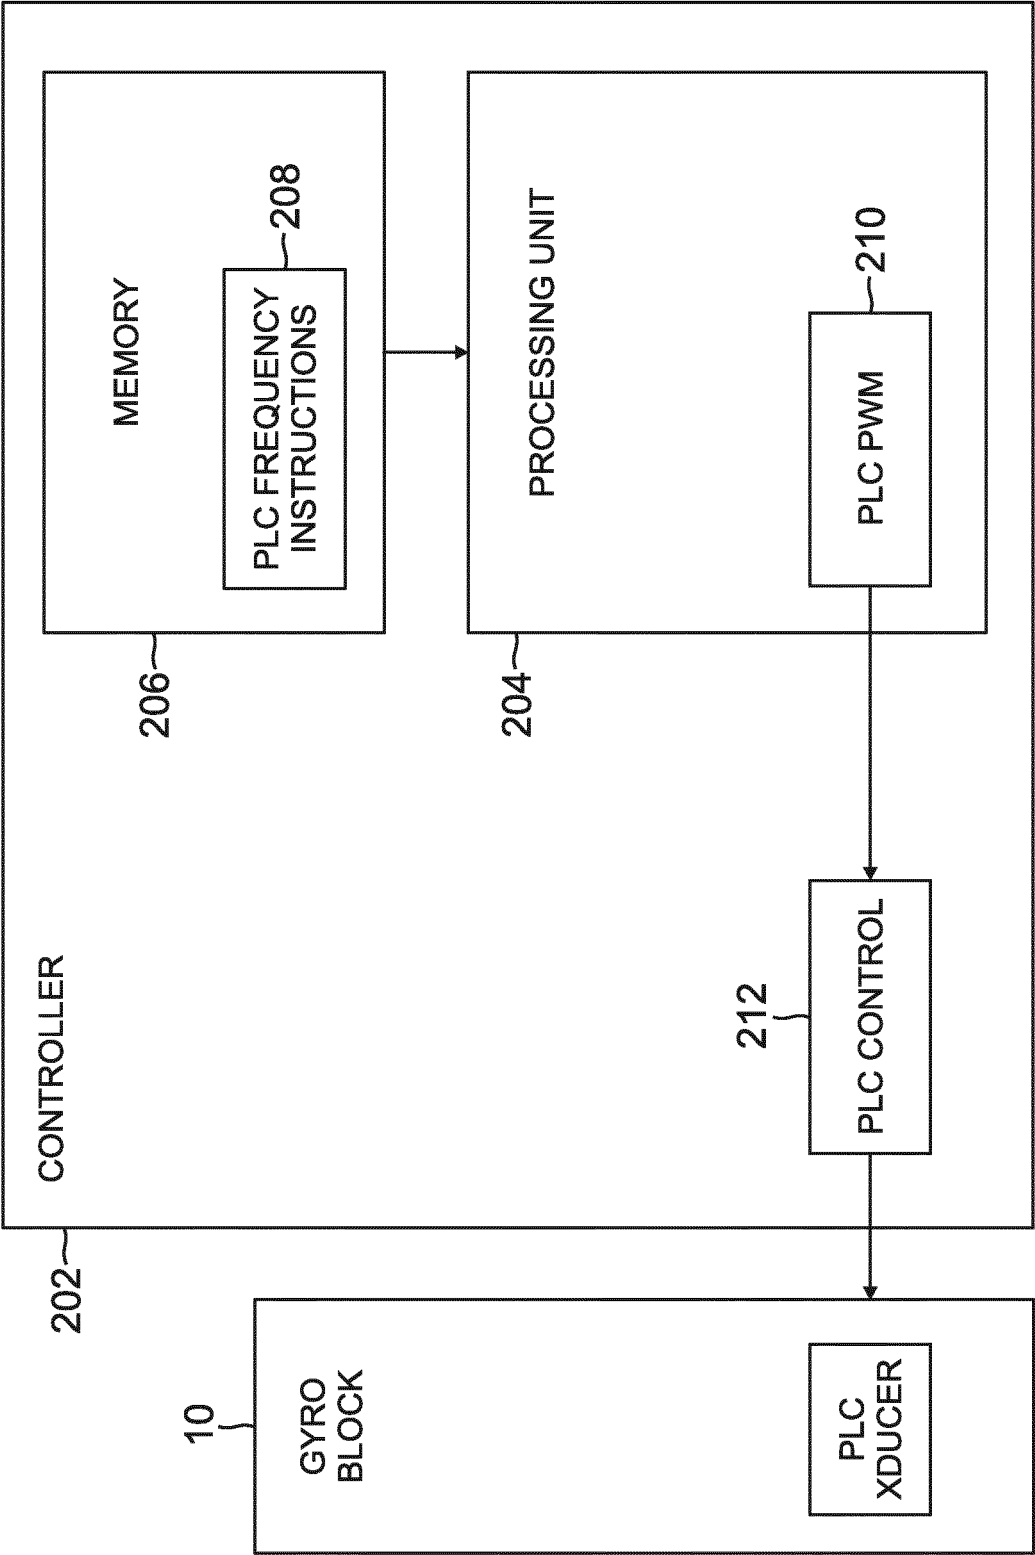 202
CONTROLLER
206
MEMORY
PLC FREQUENCY
INSTRUCTIONS
208
10
GYRO
BLOCK
204
PROCESSING UNIT
212
PLC
XDUCER
PLC CONTROL
PLC PWM
210